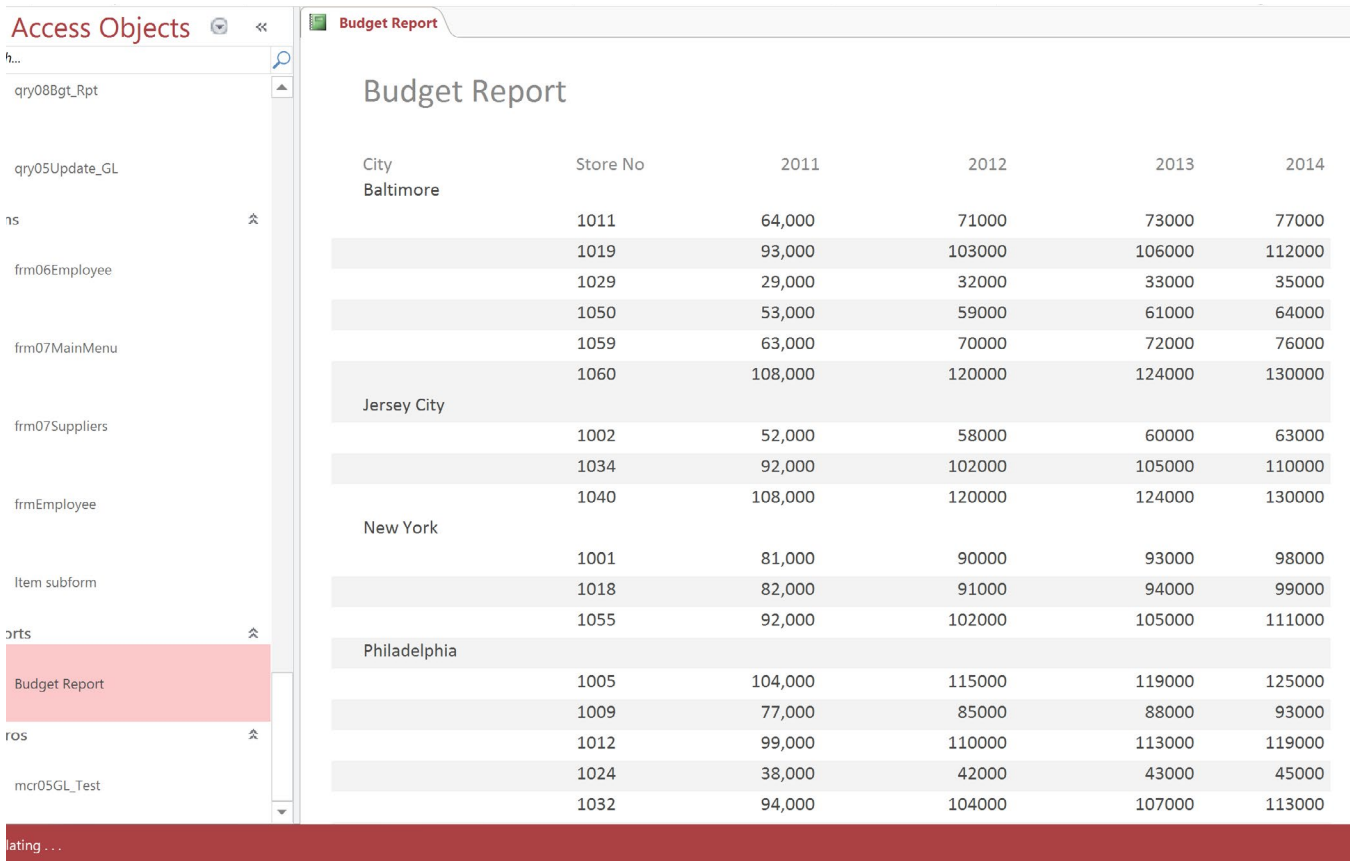 Access Objects
Budget Report
h...
qry08Bgt_Rpt
qry05Update_GL
ns
frm06Employee
frm07MainMenu
frm07Suppliers
frmEmployee
Item subform
orts
Budget Report
ros
mcr05GL_Test
Budget Report
City Store No 2011 2012 2013 2014
Baltimore
1011 64,000 71000 73000 77000
1019 93,000 103000 106000 112000
1029 29,000 32000 33000 35000
1050 53,000 59000 61000 64000
1059 63,000 70000 72000 76000
1060 108,000 120000 124000 130000
Jersey City
1002 52,000 58000 60000 63000
1034 92,000 102000 105000 110000
1040 108,000 120000 124000 130000
New York
1001 81,000 90000 93000 98000
1018 82,000 91000 94000 99000
1055 92,000 102000 105000 111000
Philadelphia
1005 104,000 115000 119000 125000
1009 77,000 85000 88000 93000
1012 99,000 110000 113000 119000
1024 38,000 42000 43000 45000
1032 94,000 104000 107000 113000
lating . . .